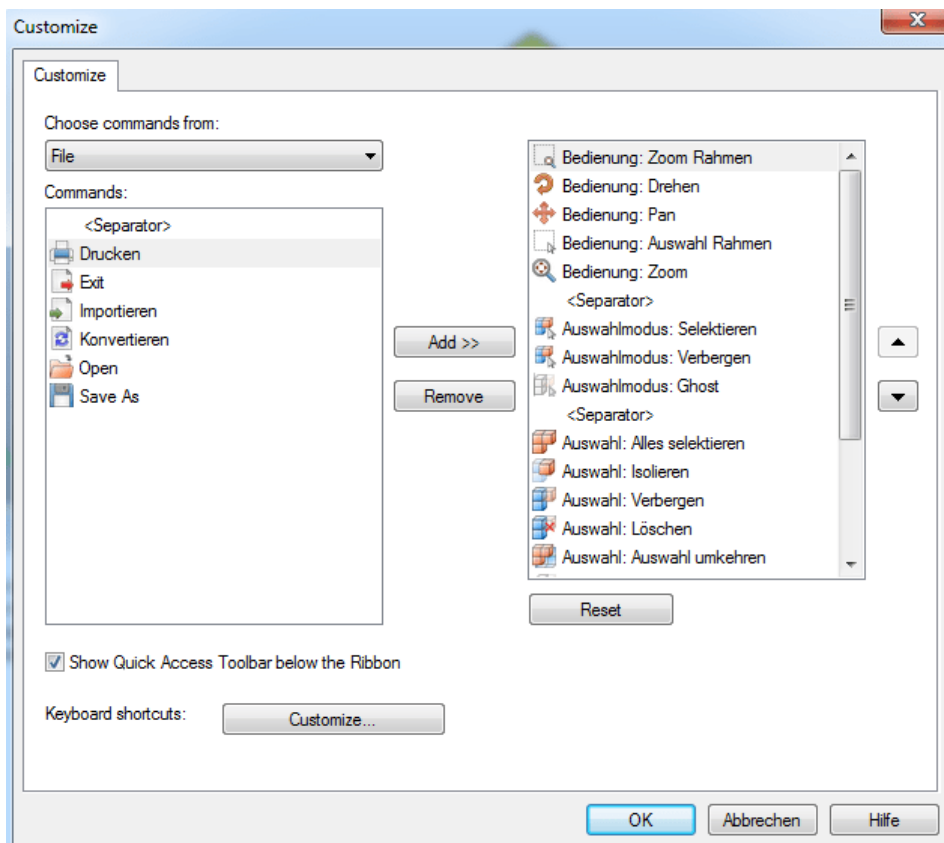 Customize
Customize
Choose commands from:
File
Commands:
<Separator>
Drucken
Exit
Importieren
Konvertieren
Open
Save As
Add >>
Remove
Bedienung: Zoom Rahmen
Bedienung: Drehen
Bedienung: Pan
Bedienung: Auswahl Rahmen
Bedienung: Zoom
<Separator>
Auswahlmodus: Selektieren
Auswahlmodus: Verbergen
Auswahlmodus: Ghost
<Separator>
Auswahl: Alles selektieren
Auswahl: Isolieren
Auswahl: Verbergen
Auswahl: Löschen
Auswahl: Auswahl umkehren
Reset
Show Quick Access Toolbar below the Ribbon
Keyboard shortcuts:
Customize...
OK
Abbrechen
Hilfe